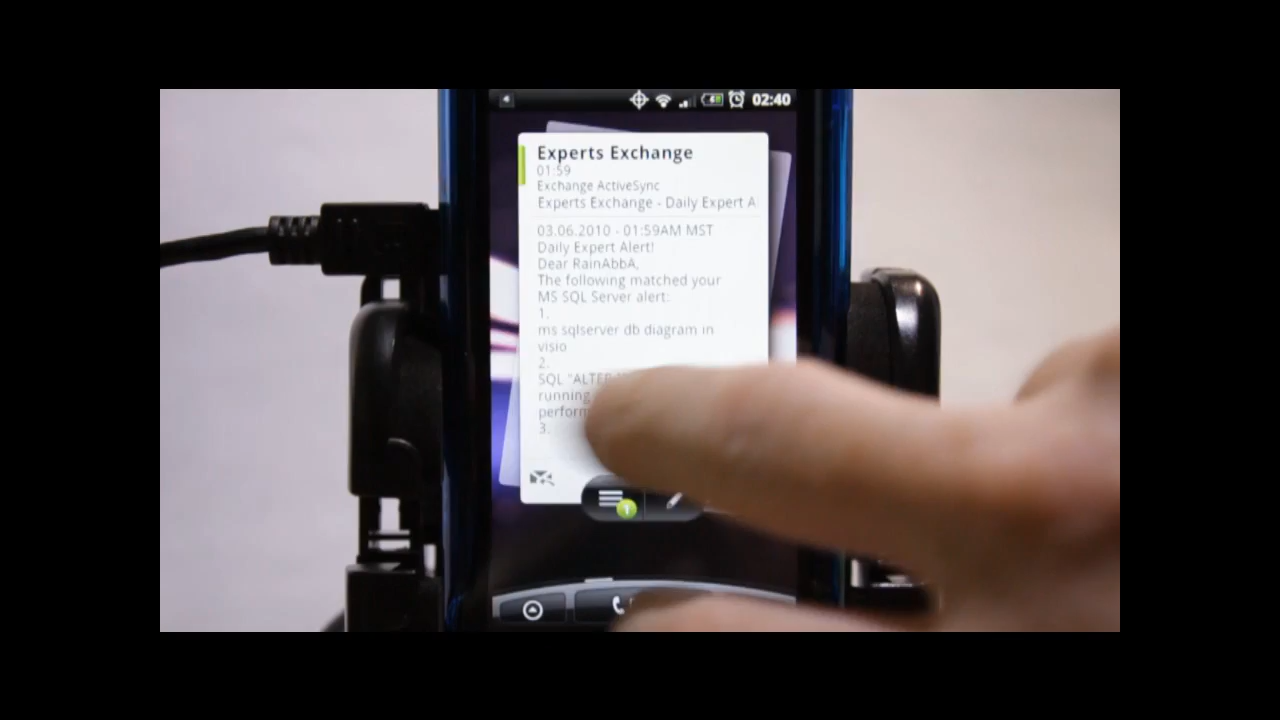 02:40
Experts Exchange
01:59
Exchange ActiveSync
Experts Exchange - Daily Expert A
03.06.2010 - 01:59AM MST
Daily Expert Alert!
Dear RainAbbA,
The following matched your
MS SQL Server alert:
1.
ms sqlserver db diagram in
visio
2.
SQL "ALTER
running
perform
3.
1